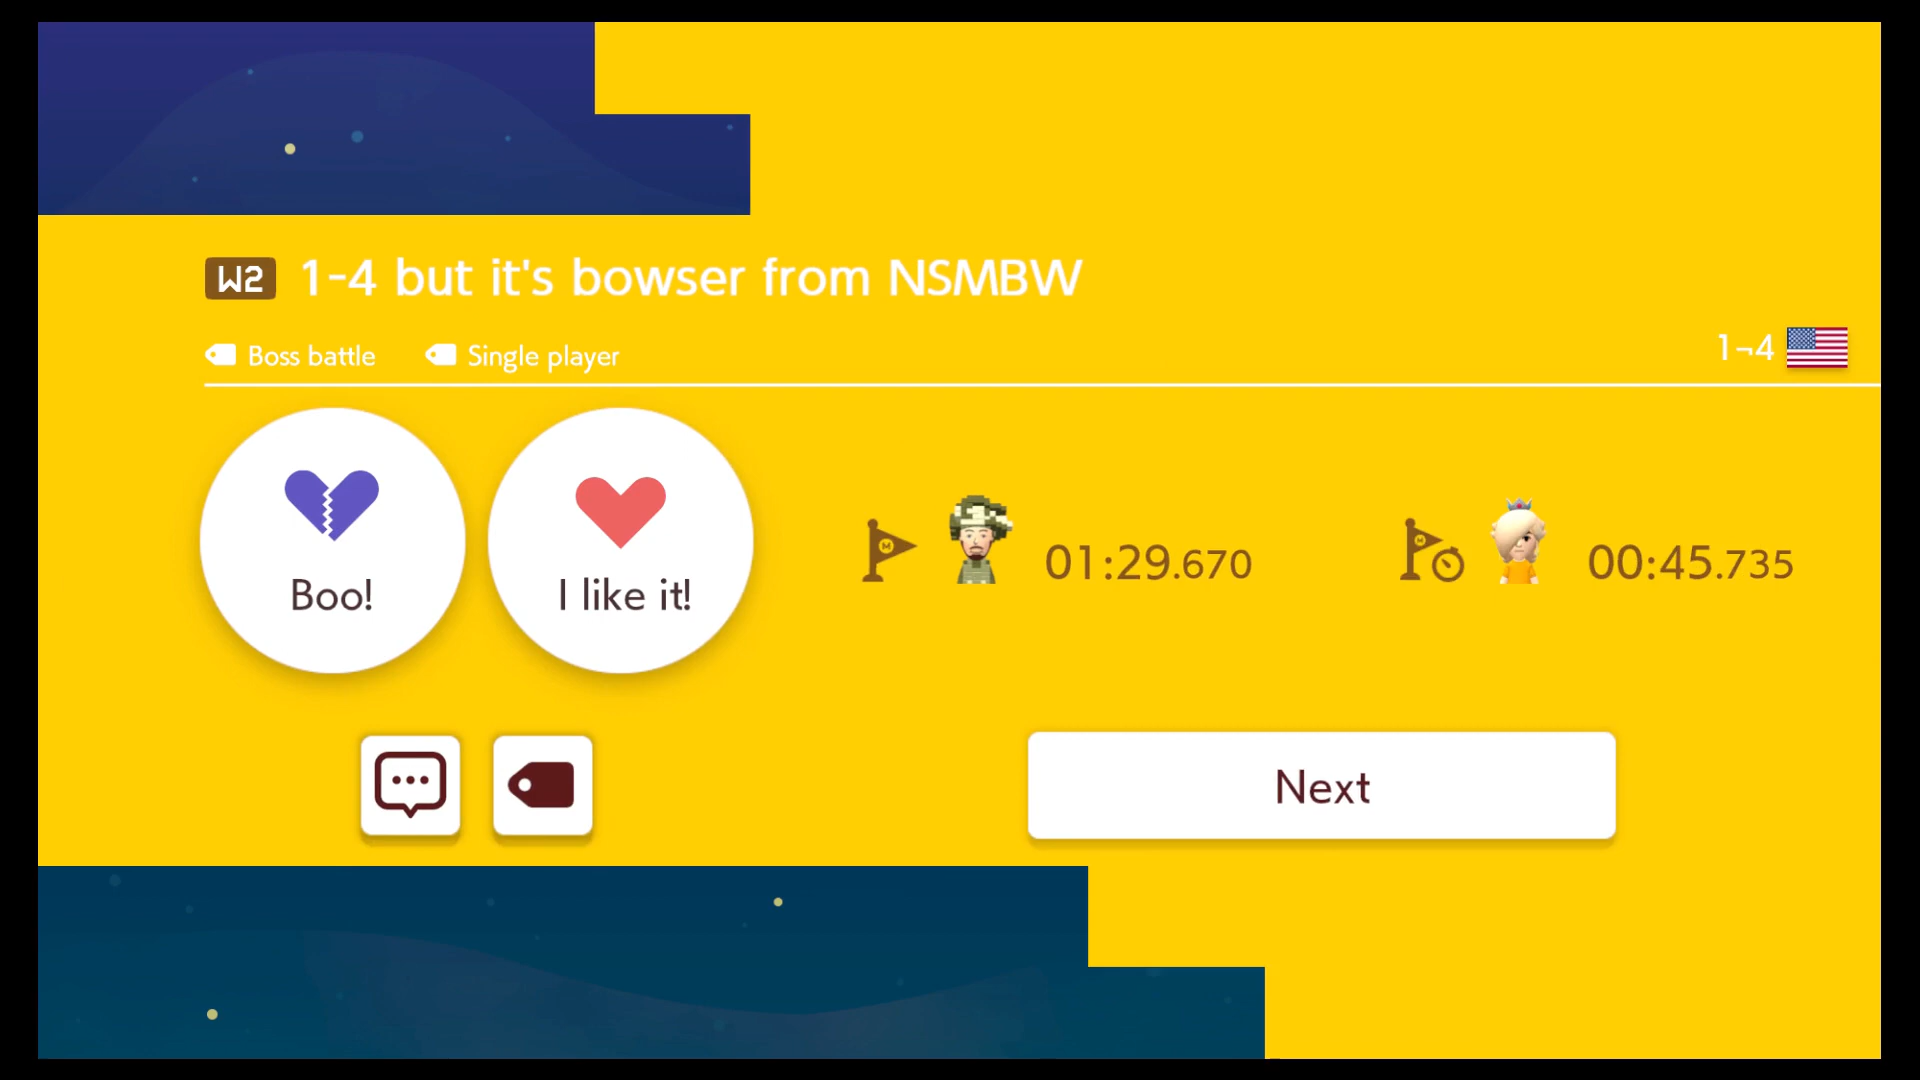 W2 1-4 but it's bowser from NSMBW
Boss battle Single player
1¬4
Boo!
I like it!
01:29.670
00:45.735
Next